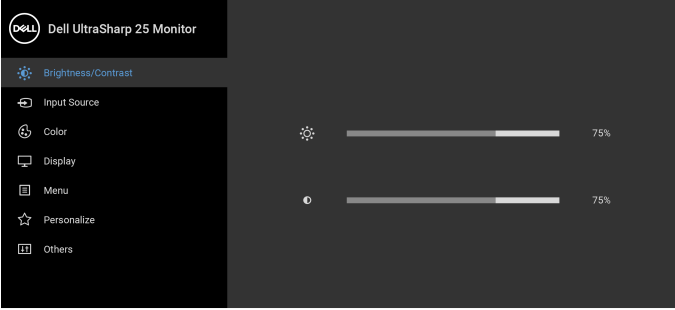 DELL Dell UltraSharp 25 Monitor
Brightness/Contrast
Input Source
75%
Color
Display
Menu
75%
Personalize
Others